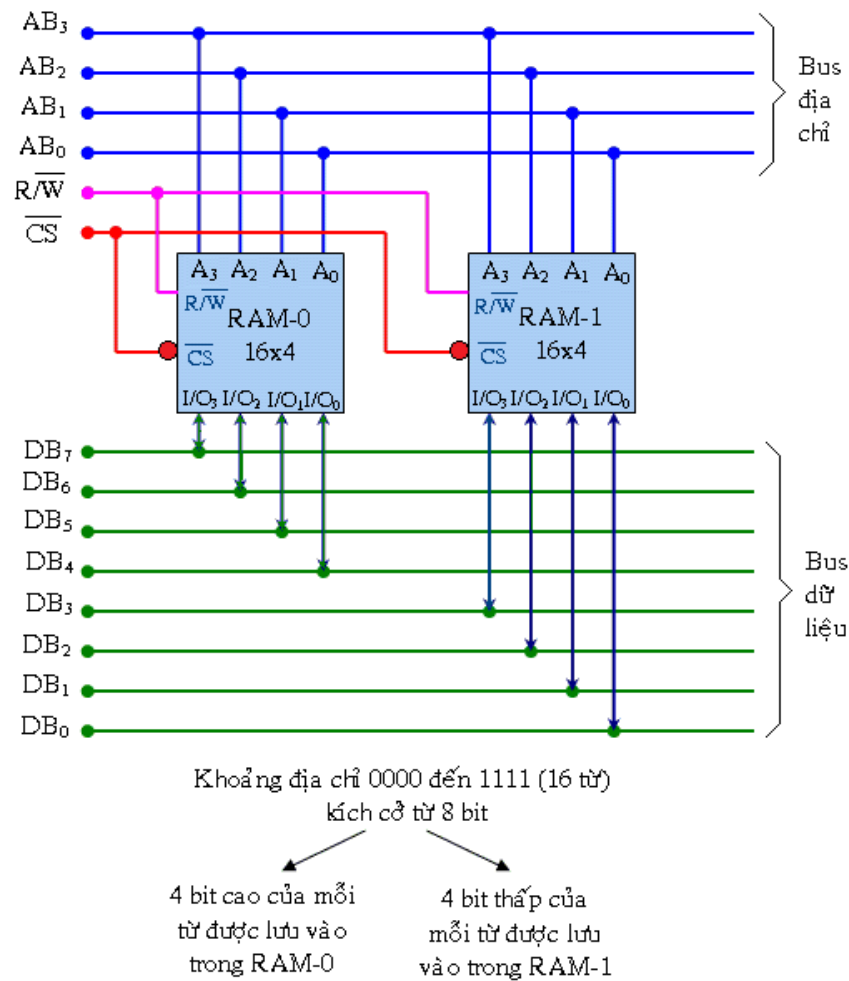 AB₃
AB₂
AB₁
AB₀
R/W̅
C̅S̅
Bus
địa
chỉ
A₃ A₂ A₁ A₀
R/W̅
RAM-0
C̅S̅ 16x4
I/O₃ I/O₂ I/O₁ I/O₀
A₃ A₂ A₁ A₀
R/W̅
RAM-1
C̅S̅ 16x4
I/O₃ I/O₂ I/O₁ I/O₀
DB₇
DB₆
DB₅
DB₄
DB₃
DB₂
DB₁
DB₀
Bus
dữ
liệu
Khoảng địa chỉ 0000 đến 1111 (16 từ)
kích cở từ 8 bit
4 bit cao của mỗi
từ được lưu vào
trong RAM-0
4 bit thấp của
mỗi từ được lưu
vào trong RAM-1